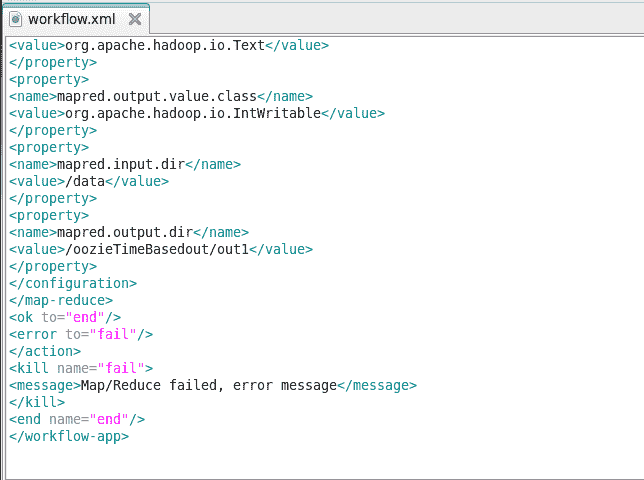 workflow.xml
<value>org.apache.hadoop.io.Text</value>
</property>
<property>
<name>mapred.output.value.class</name>
<value>org.apache.hadoop.io.IntWritable</value>
</property>
<property>
<name>mapred.input.dir</name>
<value>/data</value>
</property>
<property>
<name>mapred.output.dir</name>
<value>/oozieTimeBasedout/out1</value>
</property>
</configuration>
</map-reduce>
<ok to="end"/>
<error to="fail"/>
</action>
<kill name="fail">
<message>Map/Reduce failed, error message</message>
</kill>
<end name="end"/>
</workflow-app>